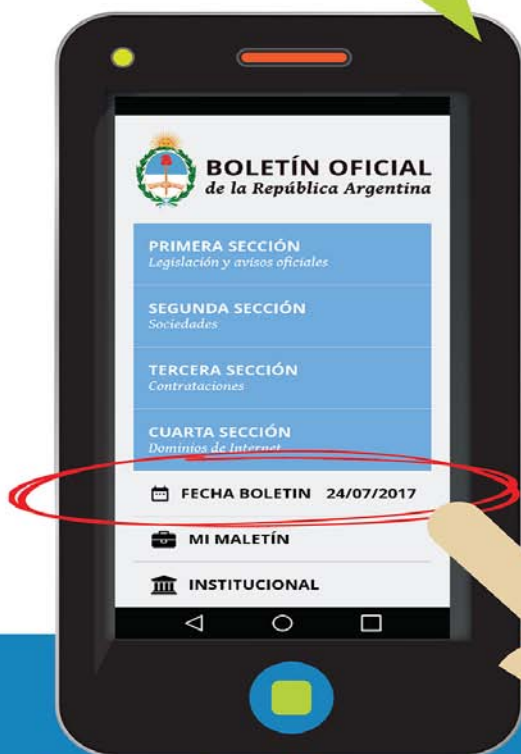 BOLETÍN OFICIAL
de la República Argentina
PRIMERA SECCIÓN
Legislación y avisos oficiales
SEGUNDA SECCIÓN
Sociedades
TERCERA SECCIÓN
Contrataciones
CUARTA SECCIÓN
Dominios de Internet
FECHA BOLETIN 24/07/2017
MI MALETÍN
INSTITUCIONAL